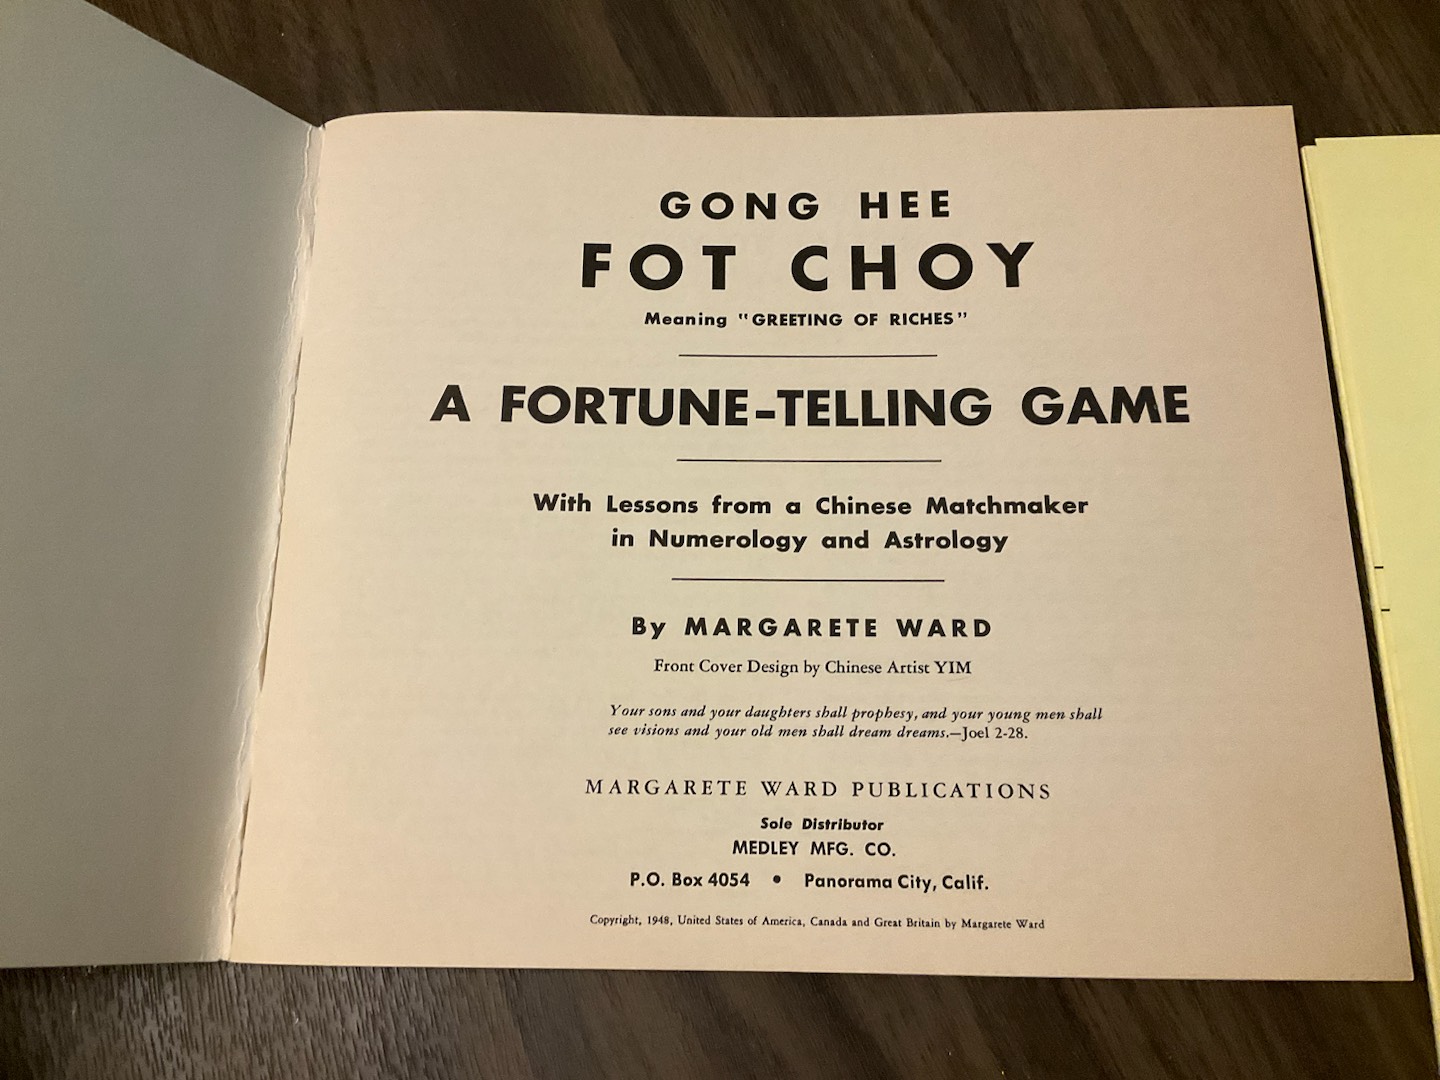 GONG HEE
FOT CHOY
Meaning "GREETING OF RICHES"
A FORTUNE-TELLING GAME
With Lessons from a Chinese Matchmaker
in Numerology and Astrology
By MARGARETE WARD
Front Cover Design by Chinese Artist YIM
Your sons and your daughters shall prophesy, and your young men shall
see visions and your old men shall dream dreams.—Joel 2-28.
MARGARETE WARD PUBLICATIONS
Sole Distributor
MEDLEY MFG. CO.
P.O. Box 4054 • Panorama City, Calif.
Copyright, 1948, United States of America, Canada and Great Britain by Margarete Ward